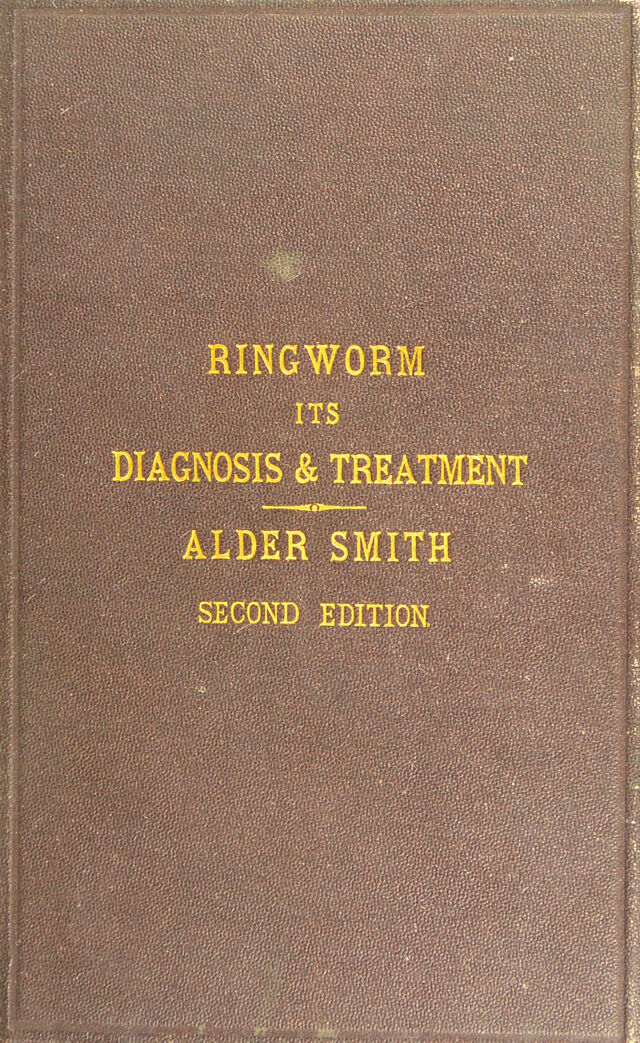 RINGWORM
ITS
DIAGNOSIS & TREATMENT
ALDER SMITH
SECOND EDITION.